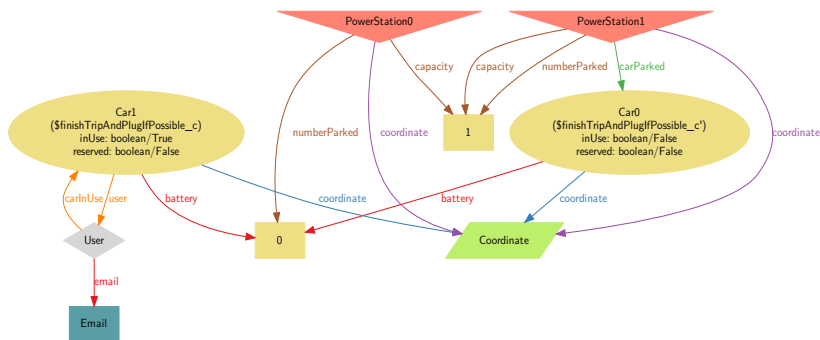 PowerStation0
PowerStation1
capacity
capacity
numberParked
carParked
Car1
($finishTripAndPlugIfPossible_c)
inUse: boolean/True
reserved: boolean/False
numberParked
coordinate
1
Car0
($finishTripAndPlugIfPossible_c')
inUse: boolean/False
reserved: boolean/False
coordinate
carInUse
user
battery
coordinate
battery
coordinate
User
0
Coordinate
email
Email